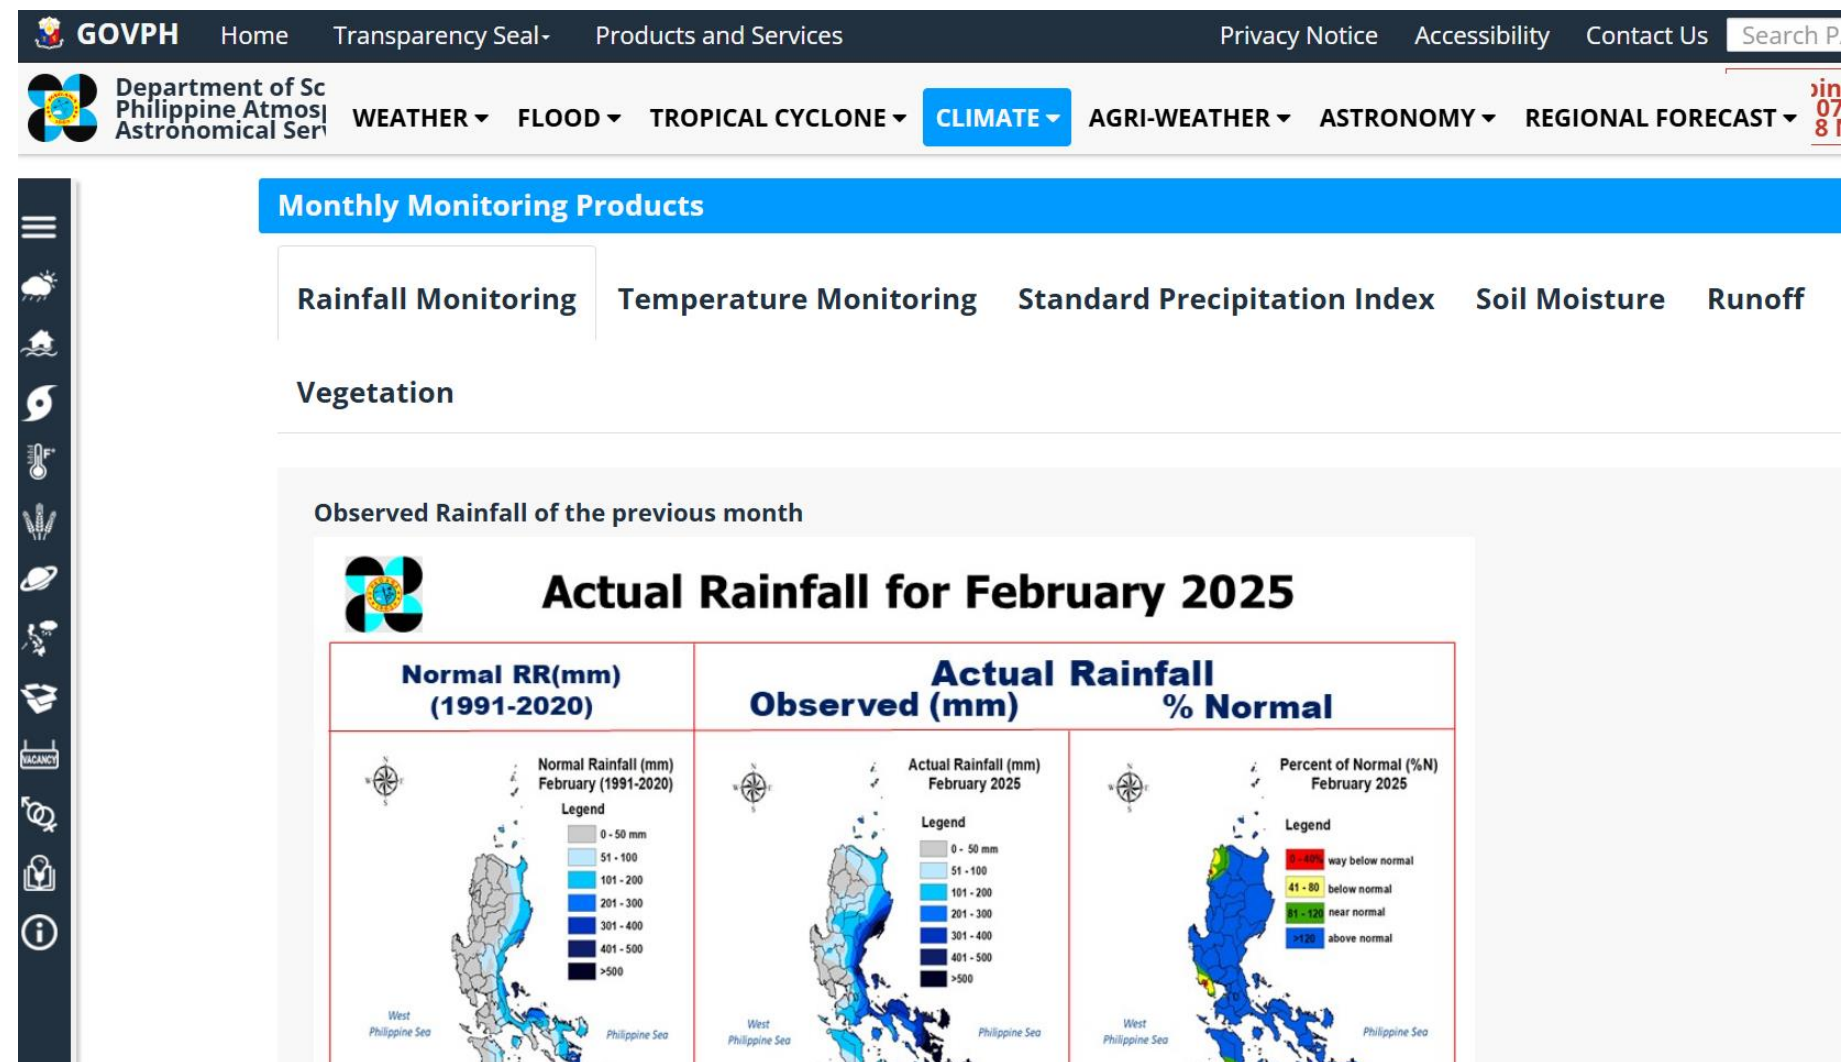 GOVPH Home Transparency Seal Products and Services Privacy Notice Accessibility Contact Us Search
Department of Sc
Philippine Atmos
Astronomical Ser
WEATHER FLOOD TROPICAL CYCLONE CLIMATE AGRI-WEATHER ASTRONOMY REGIONAL FORECAST
07
8
Monthly Monitoring Products
Rainfall Monitoring Temperature Monitoring Standard Precipitation Index Soil Moisture Runoff
Vegetation
F°
VACANCY
Observed Rainfall of the previous month
Actual Rainfall for February 2025
Normal RR(mm)
(1991-2020)
Actual Rainfall
Observed (mm) % Normal
Normal Rainfall (mm)
February (1991-2020)
Legend
0 - 50 mm
51 - 100
101 - 200
201 - 300
301 - 400
401 - 500
>500
West
Philippine Sea
Philippine Sea
Actual Rainfall (mm)
February 2025
Legend
0 - 50 mm
51 - 100
101 - 200
201 - 300
301 - 400
401 - 500
>500
West
Philippine Sea
Philippine Sea
Percent of Normal (%N)
February 2025
Legend
0 - 40% way below normal
41 - 80 below normal
81 - 120 near normal
>120 above normal
West
Philippine Sea
Philippine Sea